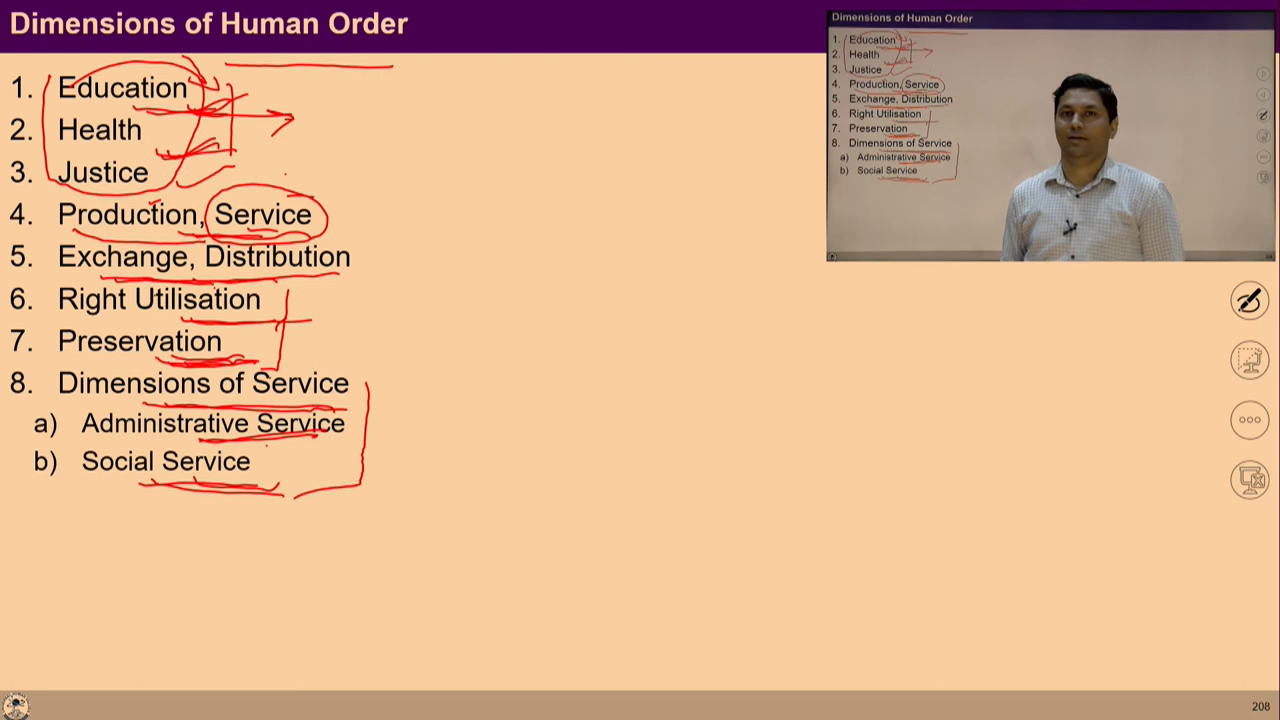 Dimensions of Human Order
1. Education
2. Health
3. Justice
4. Production, Service
5. Exchange, Distribution
6. Right Utilisation
7. Preservation
8. Dimensions of Service
a) Administrative Service
b) Social Service
Dimensions of Human Order
1. Education
2. Health
3. Justice
4. Production, Service
5. Exchange, Distribution
6. Right Utilisation
7. Preservation
8. Dimensions of Service
a) Administrative Service
b) Social Service
208